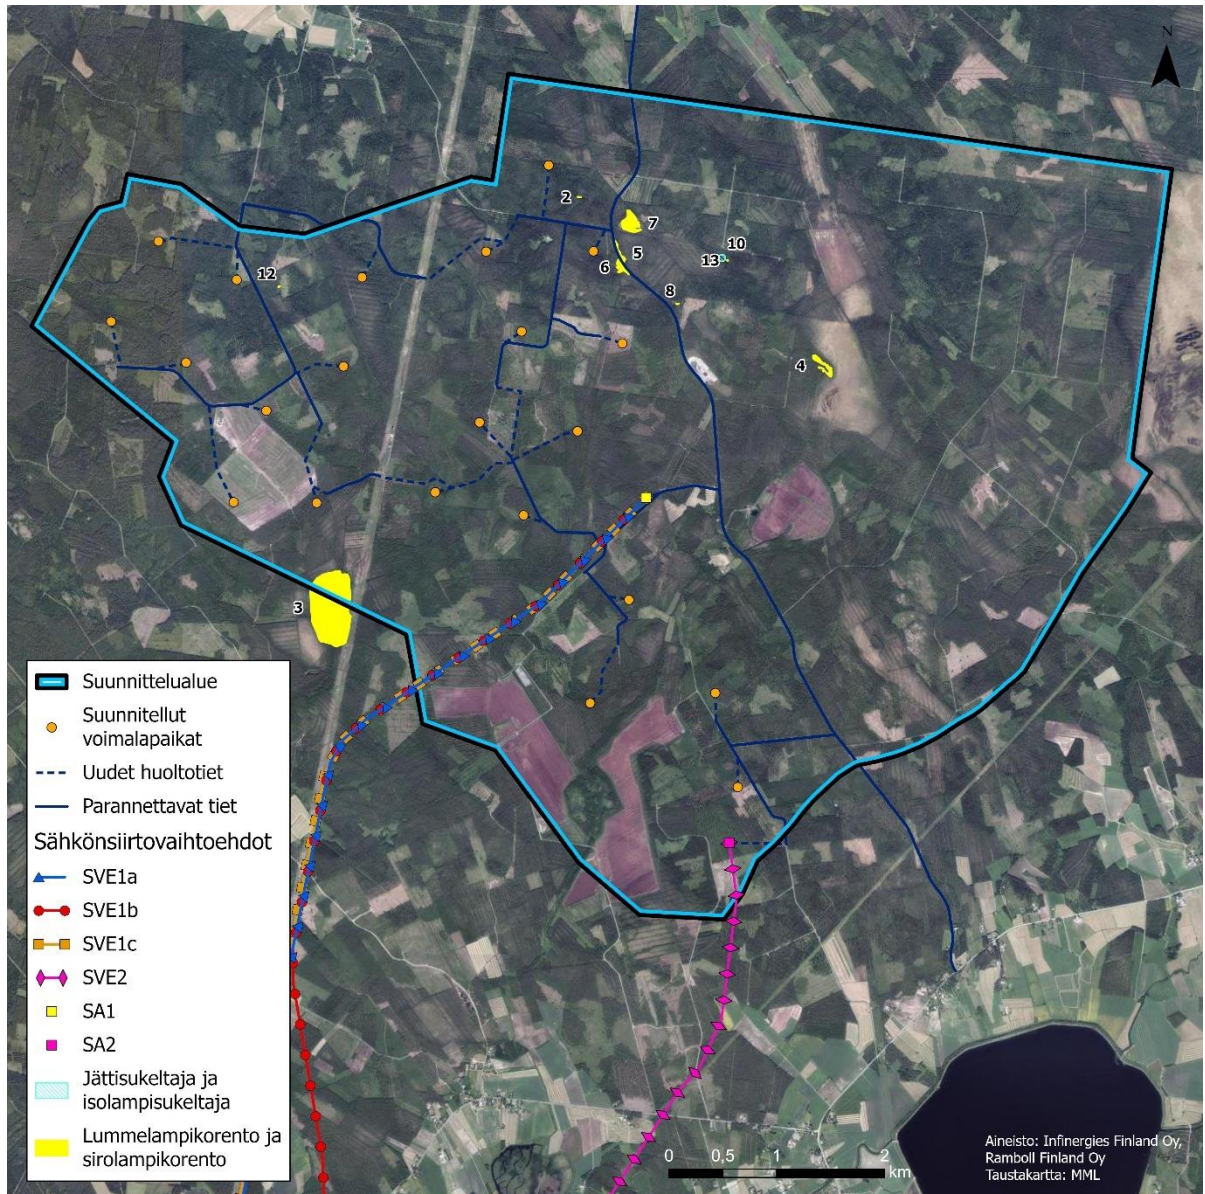 N
2
7
5
6
10
13
8
12
4
3
Suunnittelualue
Suunnitellut
voimalapaikat
Uudet huoltotiet
Parannettavat tiet
Sähkönsiirtovaihtoehdot
SVE1a
SVE1b
SVE1c
SVE2
SA1
SA2
Jättisukeltaja ja
isolampisukeltaja
Lummelampikorento ja
sirolampikorento
0 0,5 1 2
km
Aineisto: Infinergies Finland Oy,
Ramboll Finland Oy
Taustakartta: MML